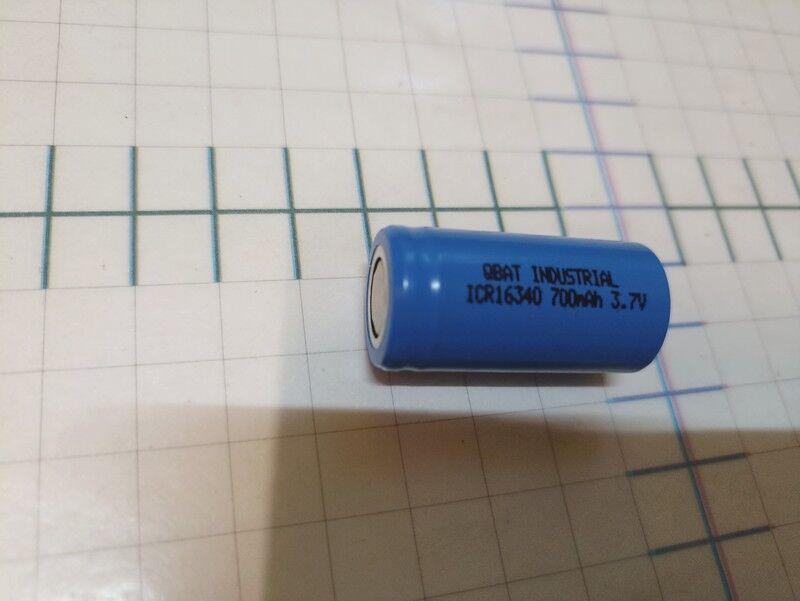 QBAT INDUSTRIAL
ICR16340 700mAh 3.7V